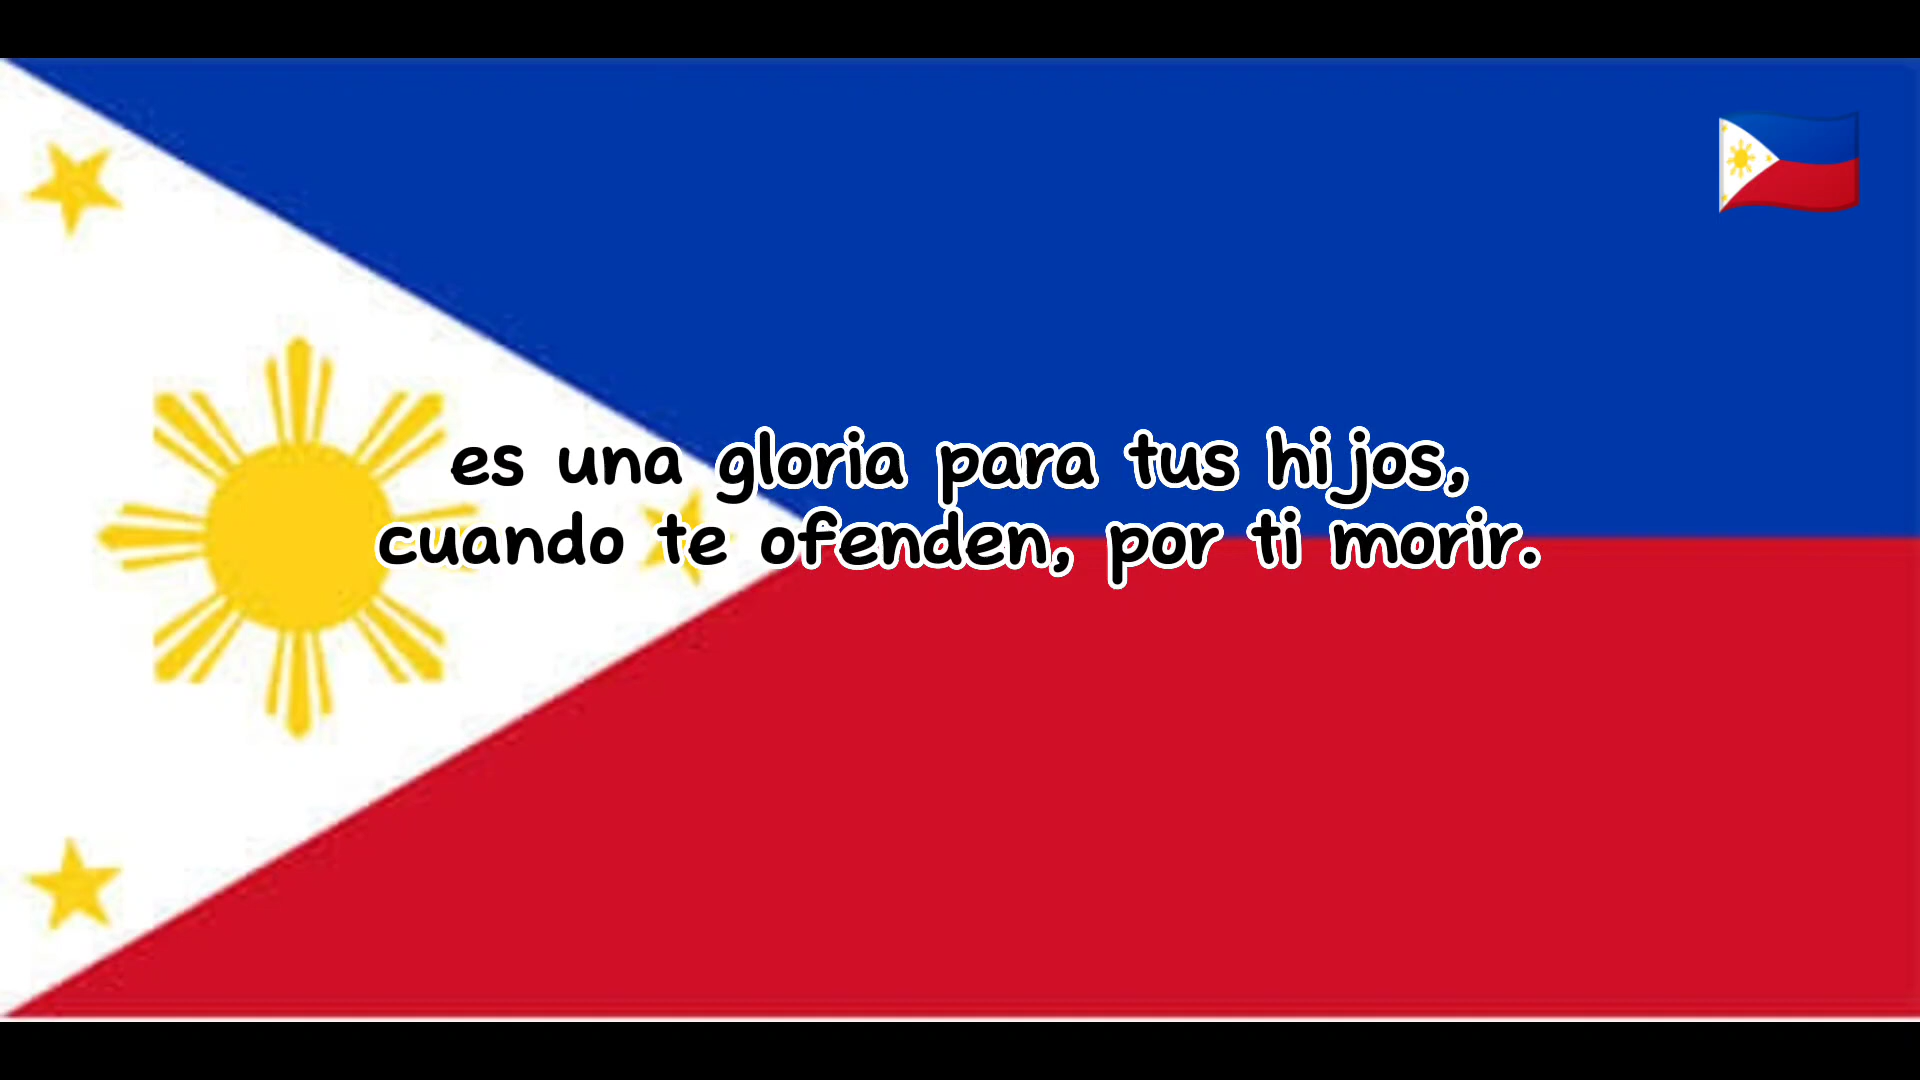 es una gloria para tus hijos,
cuando te ofenden, por ti morir.